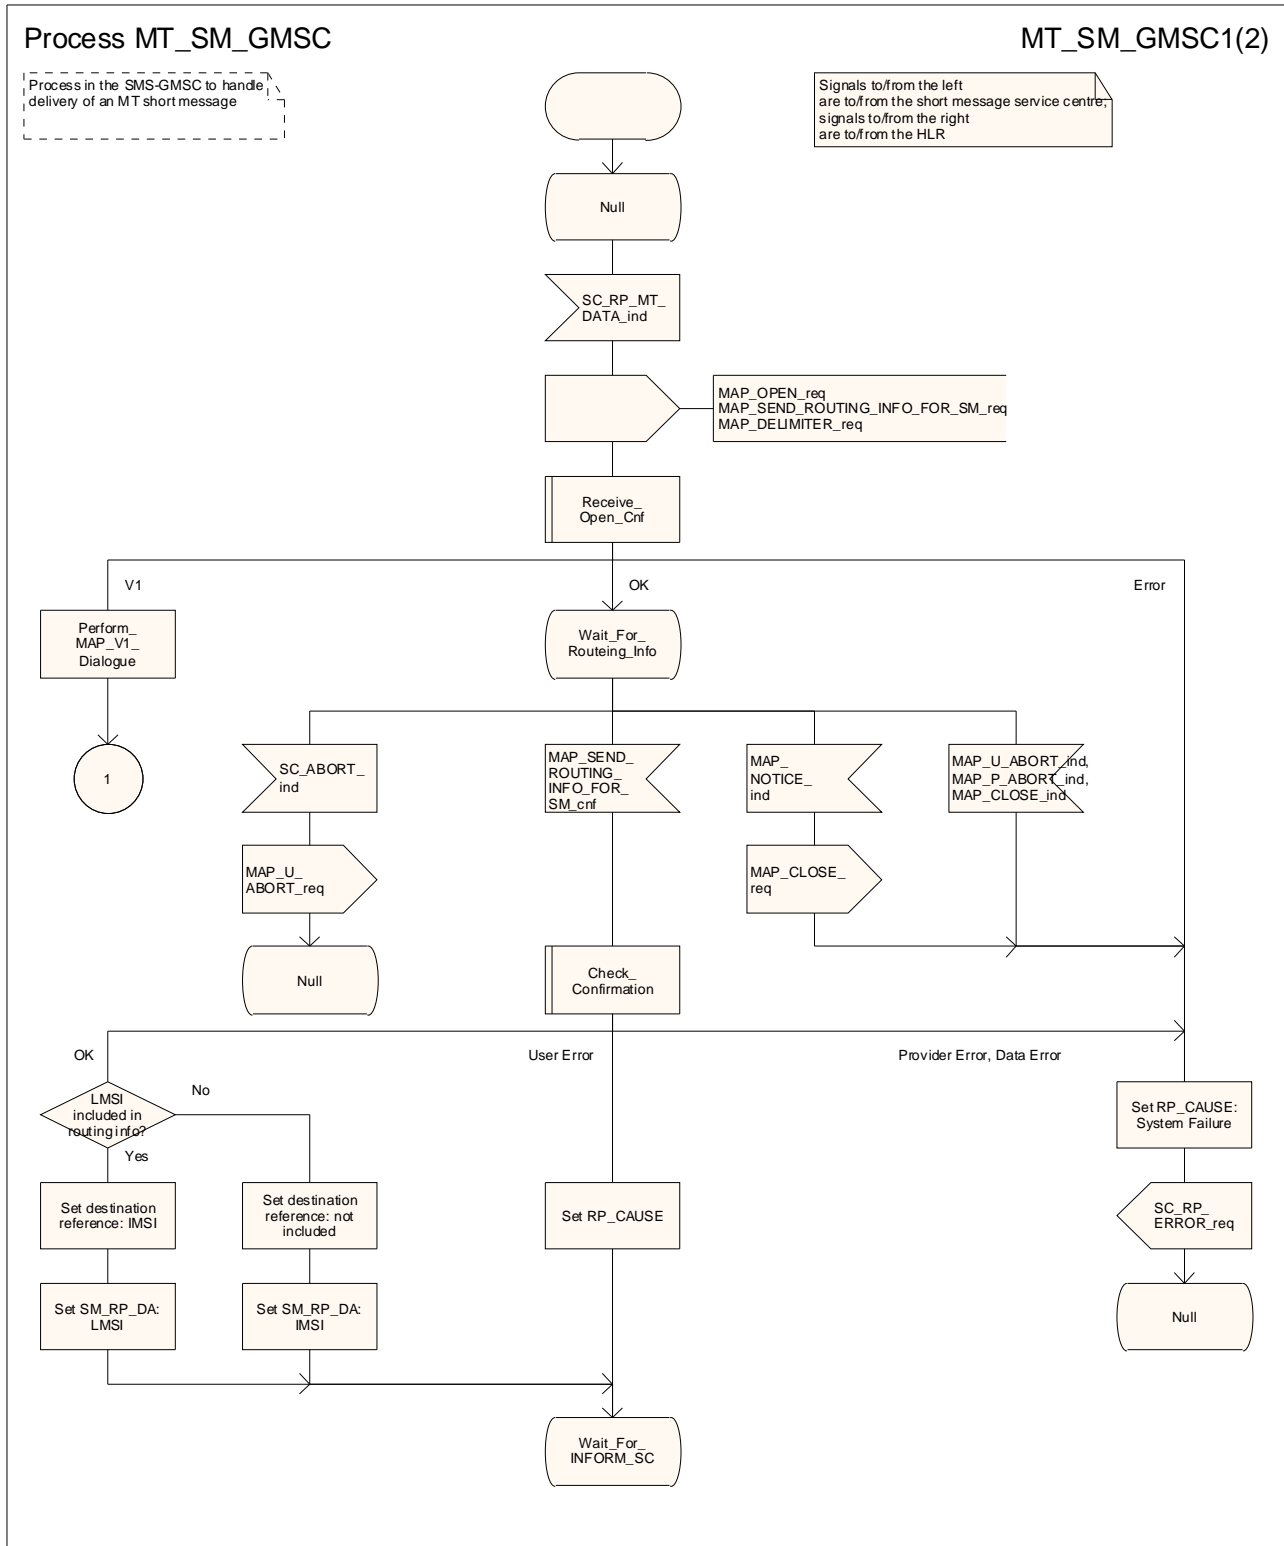 Process MT_SM_GMSC
MT_SM_GMSC1(2)
Process in the SMS-GMSC to handle
delivery of an MT short message
Signals to/from the left
are to/from the short message service centre;
signals to/from the right
are to/from the HLR
Null
SC_RP_MT_
DATA_ind
MAP_OPEN_req
MAP_SEND_ROUTING_INFO_FOR_SM_req
MAP_DELIMITER_req
Receive_
Open_Cnf
V1
OK
Error
Perform_
MAP_V1_
Dialogue
Wait_For_
Routeing_Info
1
SC_ABORT_
ind
MAP_SEND_
ROUTING_
INFO_FOR_
SM_cnf
MAP_
NOTICE_
ind
MAP_U_ABORT_ind,
MAP_P_ABORT_ind,
MAP_CLOSE_ind
MAP_U_
ABORT_req
MAP_CLOSE_
req
Null
Check_
Confirmation
OK
User Error
Provider Error, Data Error
LMSI
included in
routing info?
No
Yes
Set RP_CAUSE:
System Failure
Set destination
reference: IMSI
Set destination
reference: not
included
Set RP_CAUSE
SC_RP_
ERROR_req
Set SM_RP_DA:
LMSI
Set SM_RP_DA:
IMSI
Null
Wait_For_
INFORM_SC